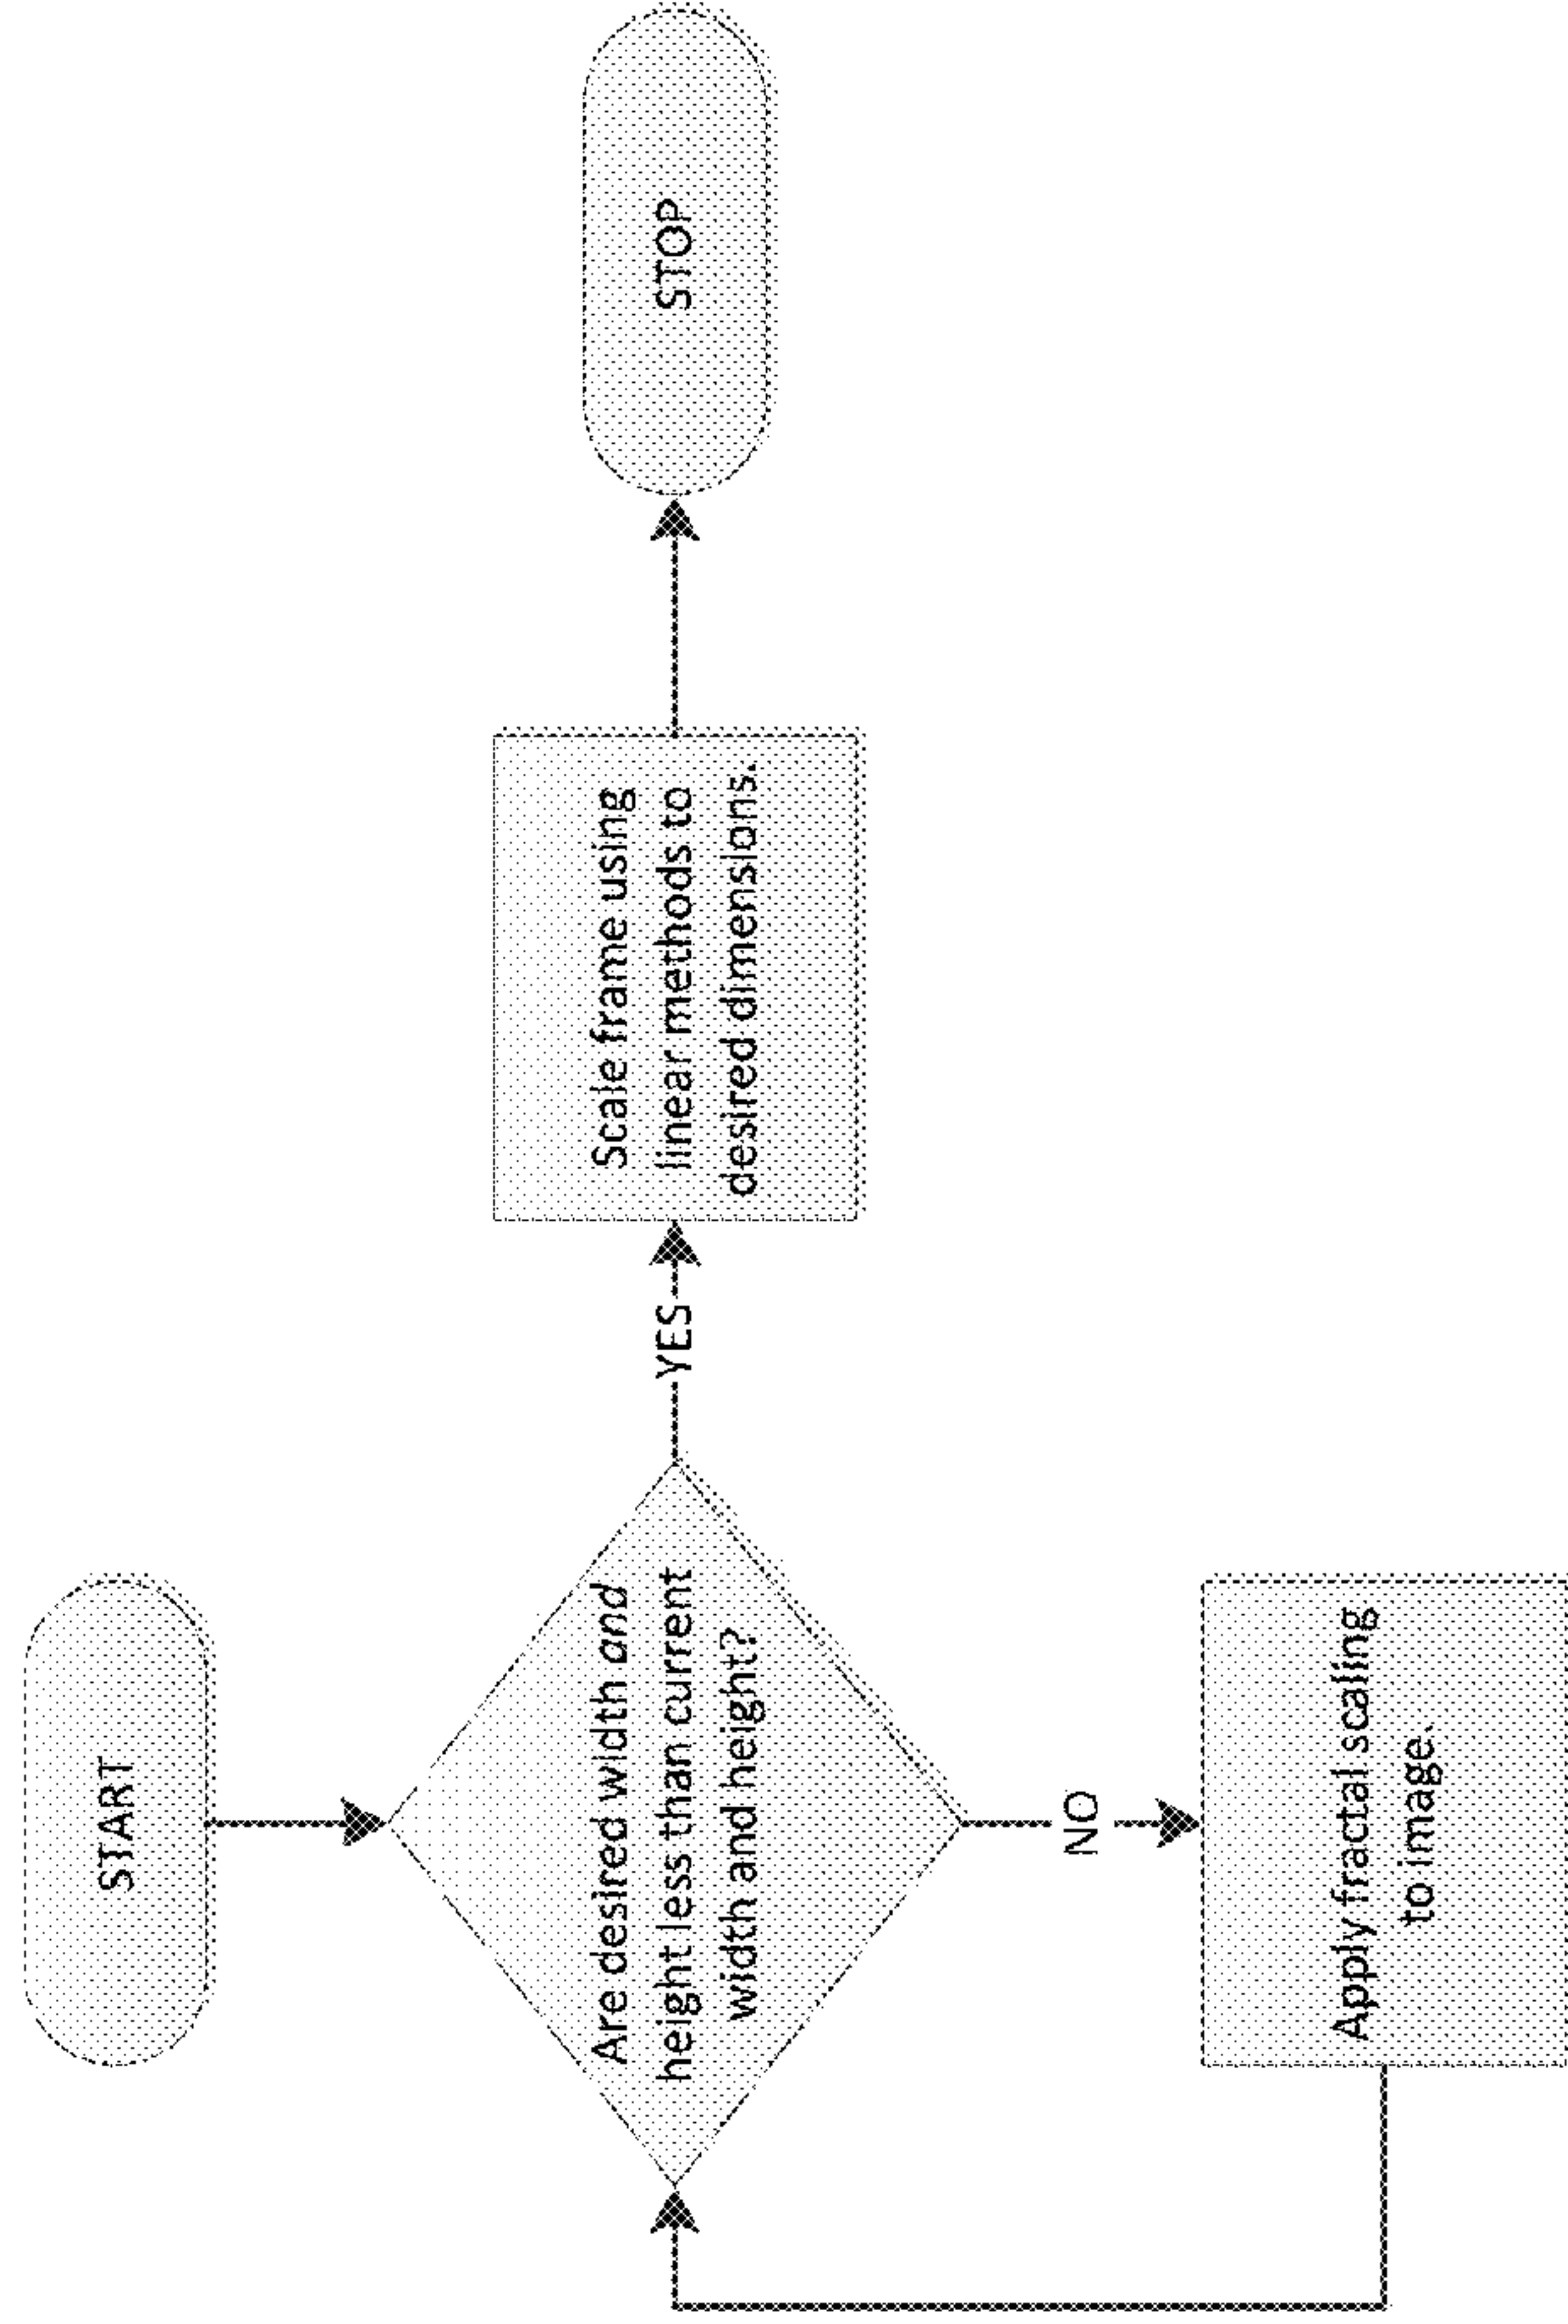 START
Are desired width and
height less than current
width and height?
YES
Scale frame using
linear methods to
desired dimensions.
STOP
NO
Apply fractal scaling
to image.